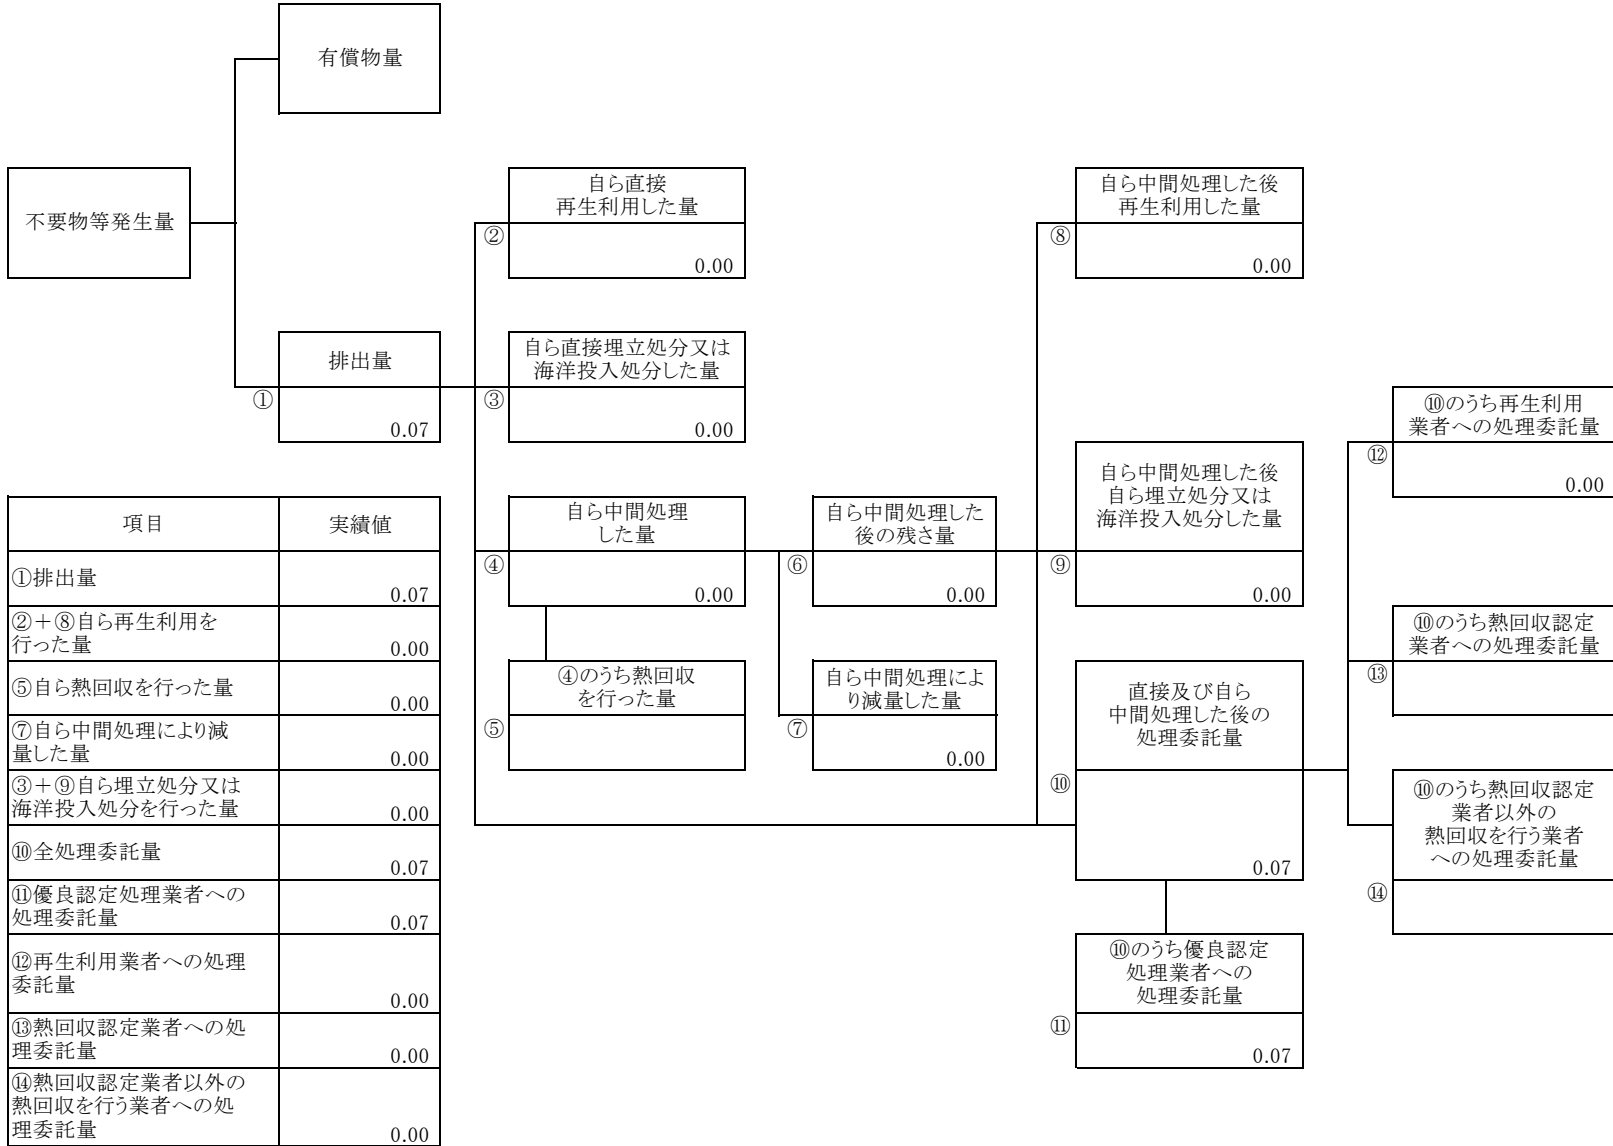 有償物量
不要物等発生量
自ら直接
再生利用した量
②
0.00
自ら中間処理した後
再生利用した量
⑧
0.00
排出量
①
0.07
自ら直接埋立処分又は
海洋投入処分した量
③
0.00
⑩のうち再生利用
業者への処理委託量
⑫
0.00
自ら中間処理
した量
④
0.00
自ら中間処理した
後の残さ量
⑥
0.00
自ら中間処理した後
自ら埋立処分又は
海洋投入処分した量
⑨
0.00
⑩のうち熱回収認定
業者への処理委託量
⑬
④のうち熱回収
を行った量
⑤
自ら中間処理によ
り減量した量
⑦
0.00
直接及び自ら
中間処理した後の
処理委託量
⑩
0.07
⑩のうち熱回収認定
業者以外の
熱回収を行う業者
への処理委託量
⑭
⑩のうち優良認定
処理業者への
処理委託量
⑪
0.07
項目 実績値
①排出量
0.07
②＋⑧自ら再生利用を
行った量 0.00
⑤自ら熱回収を行った量
0.00
⑦自ら中間処理により減
量した量 0.00
③＋⑨自ら埋立処分又は
海洋投入処分を行った量 0.00
⑩全処理委託量
0.07
⑪優良認定処理業者への
処理委託量 0.07
⑫再生利用業者への処理
委託量
0.00
⑬熱回収認定業者への処
理委託量 0.00
⑭熱回収認定業者以外の
熱回収を行う業者への処
理委託量 0.00